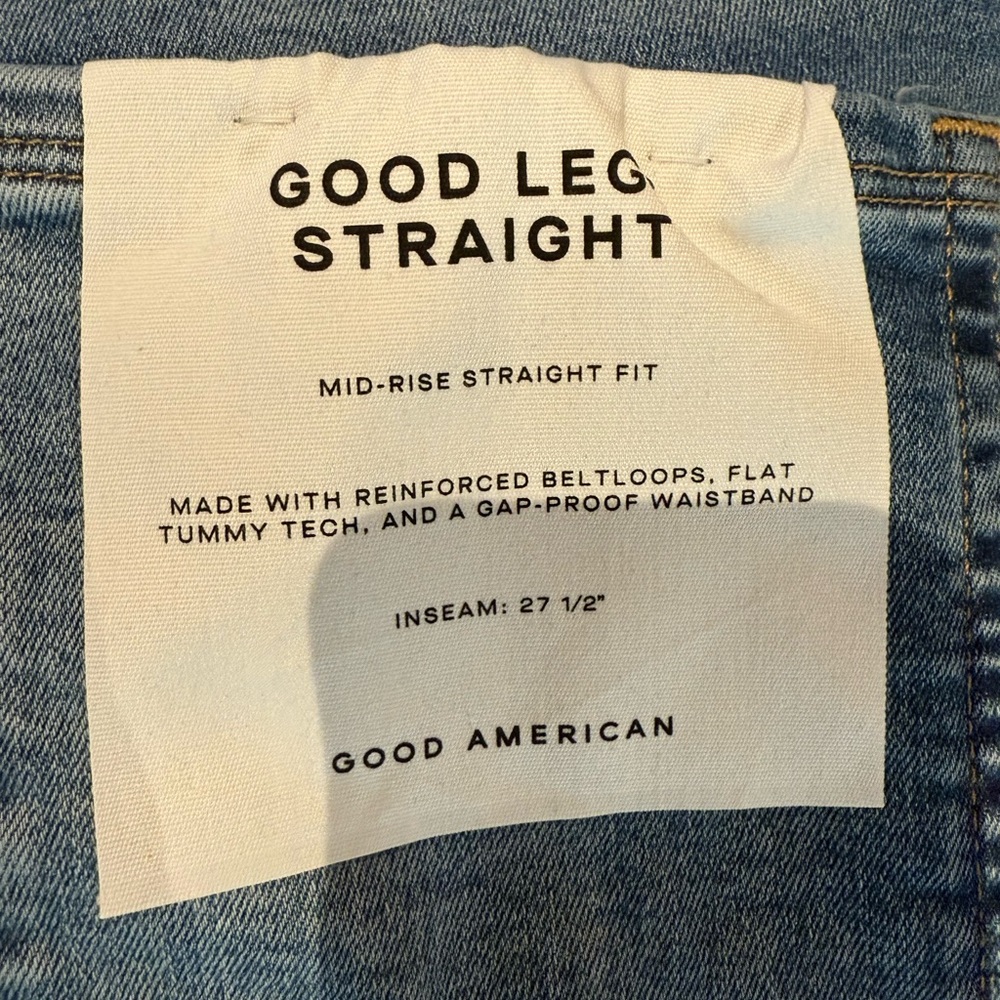 GOOD LEG
STRAIGHT
MID-RISE STRAIGHT FIT
MADE WITH REINFORCED BELTLOOPS, FLAT
TUMMY TECH, AND A GAP-PROOF WAISTBAND
INSEAM: 27 1/2"
GOOD AMERICAN